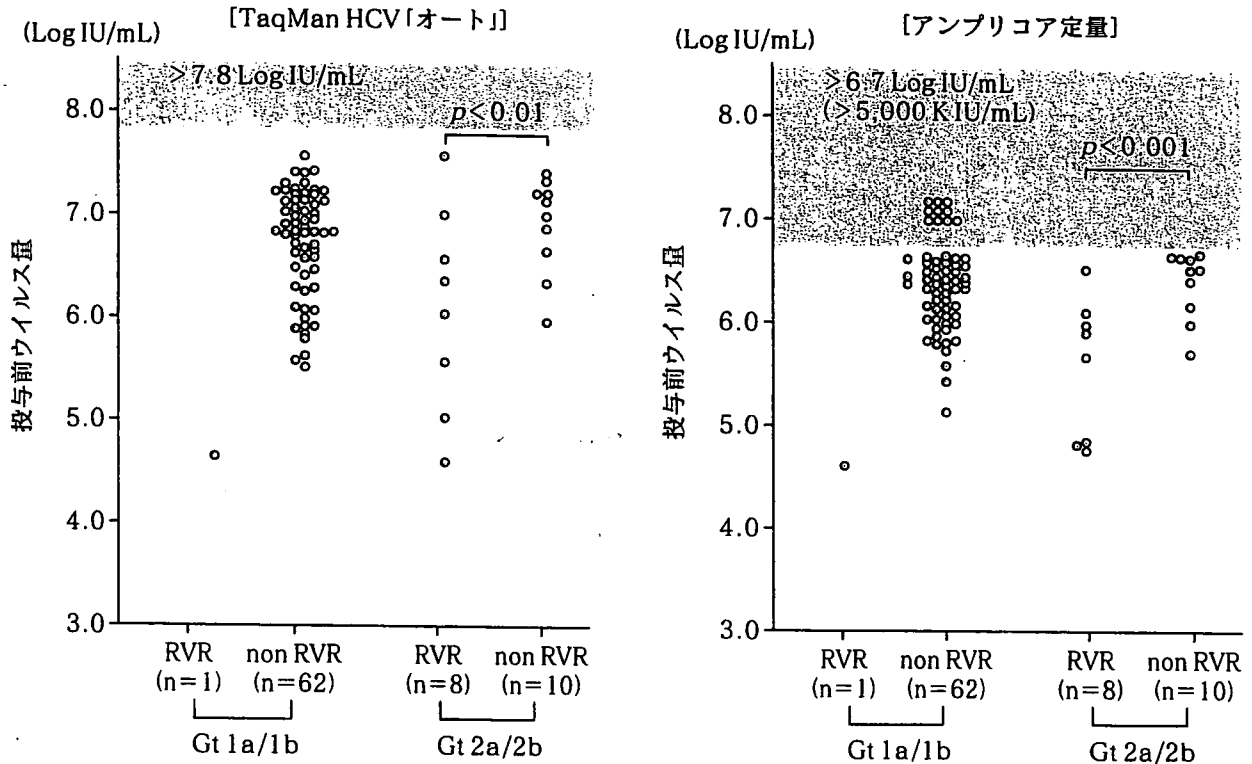 [TaqMan HCV「オート」]
(Log IU/mL)
>7.8 Log IU/mL
p<0.01
8.0
7.0
6.0
5.0
4.0
3.0
投与前ウイルス量
RVR
(n=1)
non RVR
(n=62)
RVR
(n=8)
non RVR
(n=10)
Gt 1a/1b
Gt 2a/2b
[アンプリコア定量]
(Log IU/mL)
>6.7 Log IU/mL
(>5,000 KIU/mL)
p<0.001
8.0
7.0
6.0
5.0
4.0
3.0
投与前ウイルス量
RVR
(n=1)
non RVR
(n=62)
RVR
(n=8)
non RVR
(n=10)
Gt 1a/1b
Gt 2a/2b